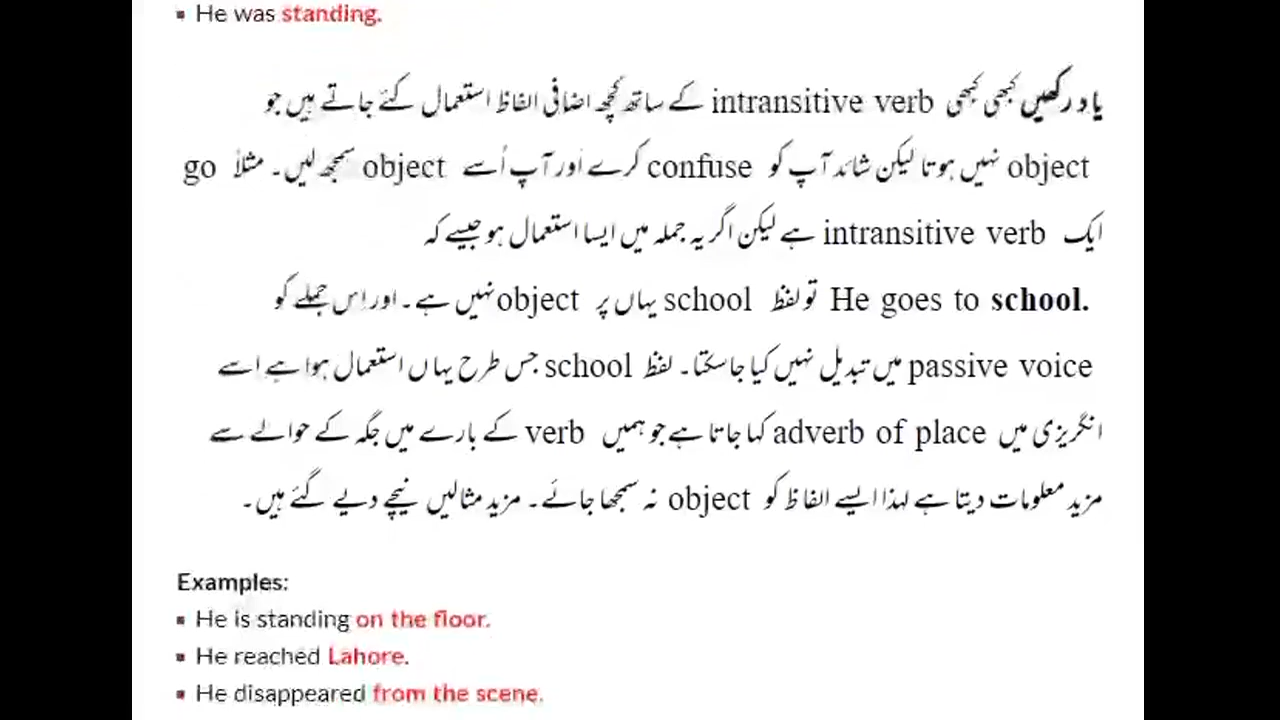 ▪ He was standing.
یاد رکھیں کبھی کبھی intransitive verb کے ساتھ کچھ اضافی الفاظ استعمال کئے جاتے ہیں جو
object نہیں ہوتا لیکن شائد آپ کو confuse کرے اور آپ اُسے object سمجھ لیں۔ مثلاً go
ایک intransitive verb ہے لیکن اگر یہ جملہ میں ایسا استعمال ہو جیسے کہ
He goes to school. تو لفظ school یہاں پر object نہیں ہے۔ اور اس جملے کو
passive voice میں تبدیل نہیں کیا جاسکتا۔ لفظ school جس طرح یہاں استعمال ہوا ہے اسے
انگریزی میں adverb of place کہا جاتا ہے جو ہمیں verb کے بارے میں جگہ کے حوالے سے
مزید معلومات دیتا ہے لہذا ایسے الفاظ کو object نہ سمجھا جائے۔ مزید مثالیں نیچے دیے گئے ہیں۔
Examples:
▪ He is standing on the floor.
▪ He reached Lahore.
▪ He disappeared from the scene.